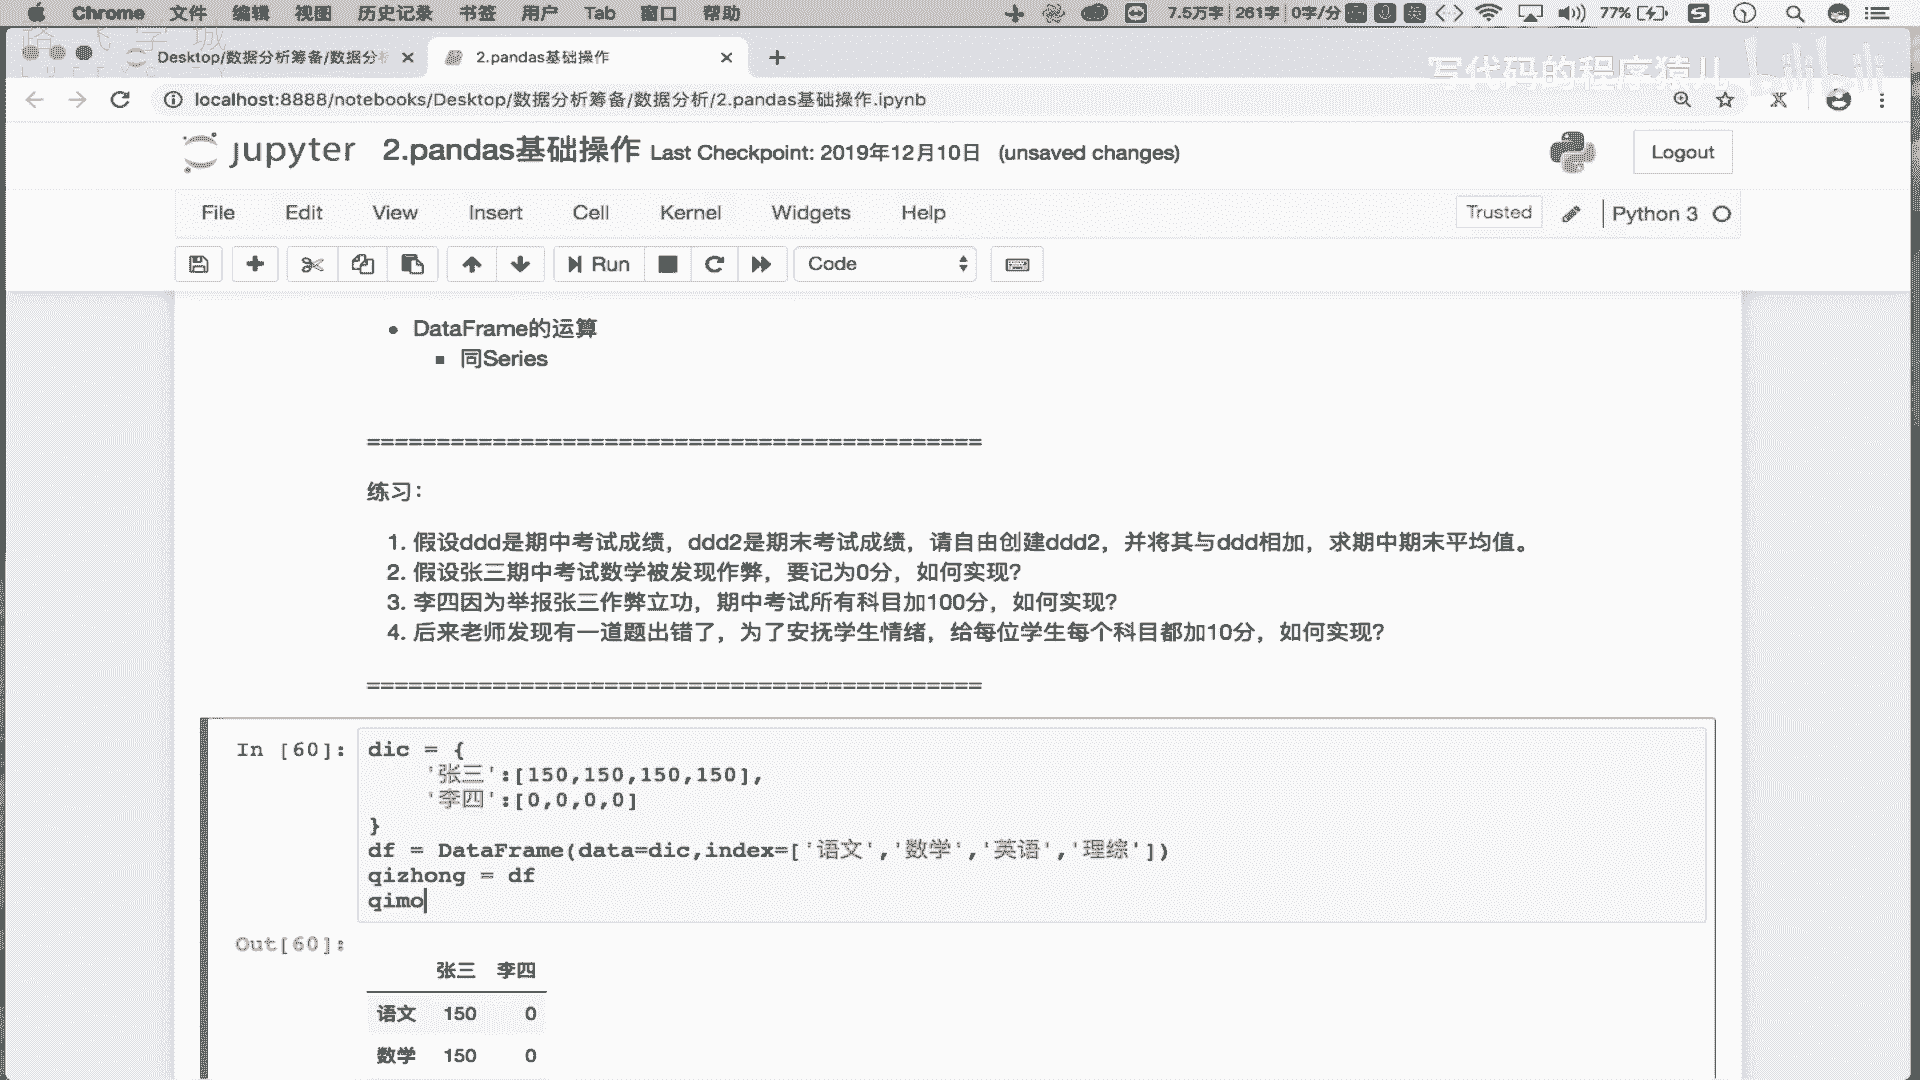 Chrome 文件 编辑 视图 历史记录 书签 用户 Tab 窗口 帮助 7.5万字 261字 0字/分 英 77% S
Desktop/数据分析筹备/数据分析 2.pandas基础操作
写代码的程序猿儿 bilibili
localhost:8888/notebooks/Desktop/数据分析筹备/数据分析/2.pandas基础操作.ipynb
jupyter 2.pandas基础操作 Last Checkpoint: 2019年12月10日 (unsaved changes) Logout
File Edit View Insert Cell Kernel Widgets Help Trusted Python 3
Run Code
DataFrame的运算
同Series
============================================
练习：
1. 假设ddd是期中考试成绩，ddd2是期末考试成绩，请自由创建ddd2，并将其与ddd相加，求期中期末平均值。
2. 假设张三期中考试数学被发现作弊，要记为0分，如何实现？
3. 李四因为举报张三作弊立功，期中考试所有科目加100分，如何实现？
4. 后来老师发现有一道题出错了，为了安抚学生情绪，给每位学生每个科目都加10分，如何实现？
============================================
In [60]: dic = {
'张三':[150,150,150,150],
'李四':[0,0,0,0]
}
df = DataFrame(data=dic,index=['语文','数学','英语','理综'])
qizhong = df
qimo
Out[60]:
张三 李四
语文 150 0
数学 150 0